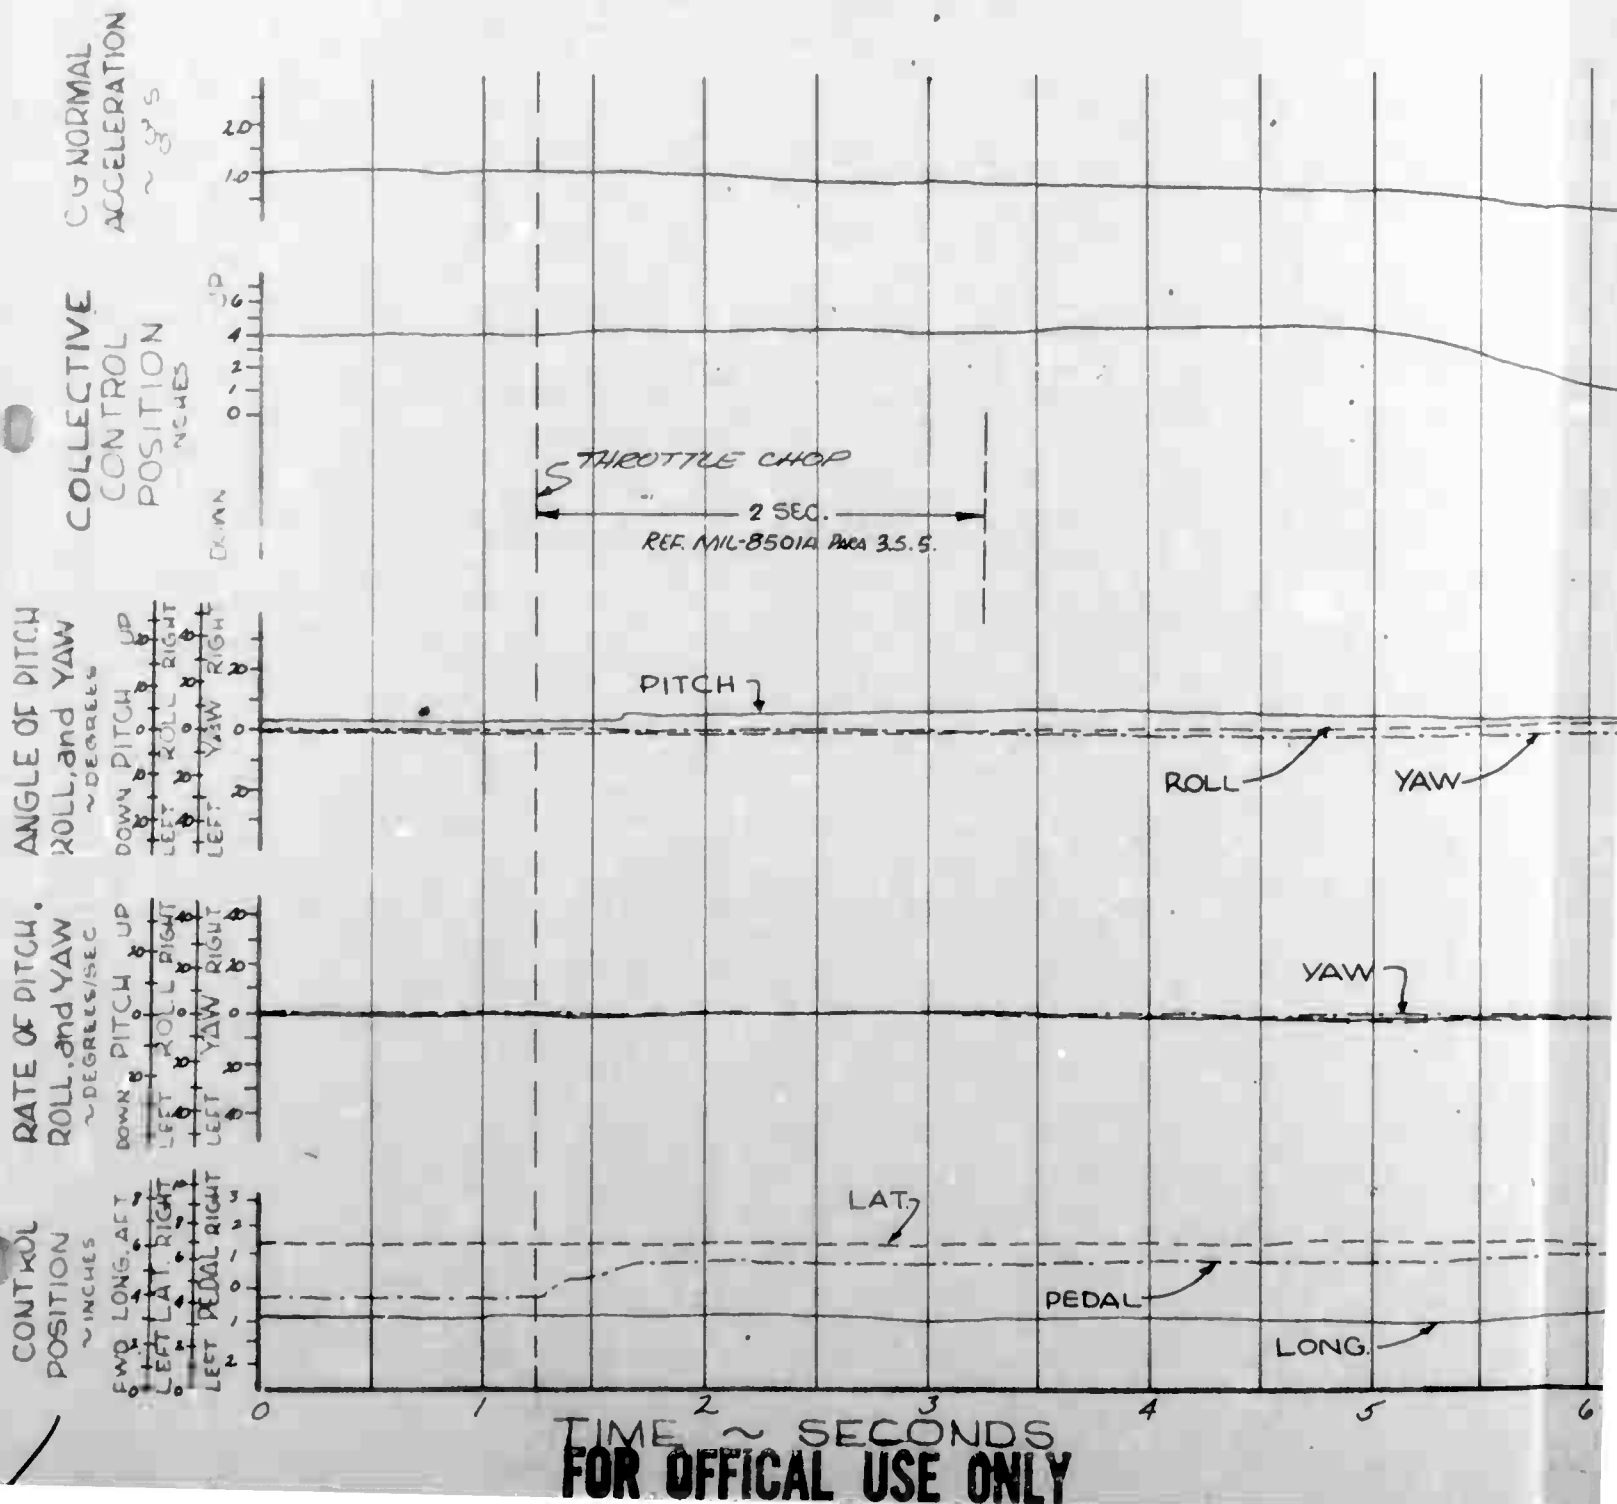 CG NORMAL
ACCELERATION
~ g's
2.0
1.0
COLLECTIVE
CONTROL
POSITION
INCHES
UP
6
4
2
1
0
DOWN
THROTTLE CHOP
2 SEC.
REF. MIL-8501A PARA 3.5.5.
ANGLE OF PITCH
ROLL, and YAW
~DEGREES
DOWN PITCH UP
LEFT ROLL RIGHT
LEFT YAW RIGHT
20
0
20
PITCH
ROLL
YAW
RATE OF PITCH,
ROLL, and YAW
~DEGREES/SEC
DOWN PITCH UP
LEFT ROLL RIGHT
LEFT YAW RIGHT
40
20
0
20
40
YAW
CONTROL
POSITION
~INCHES
FWD LONG. AFT
LEFT LAT. RIGHT
LEFT PEDAL RIGHT
3
2
1
0
1
2
LAT.
PEDAL
LONG.
0 1 2 3 4 5 6
TIME ~ SECONDS
FOR OFFICAL USE ONLY